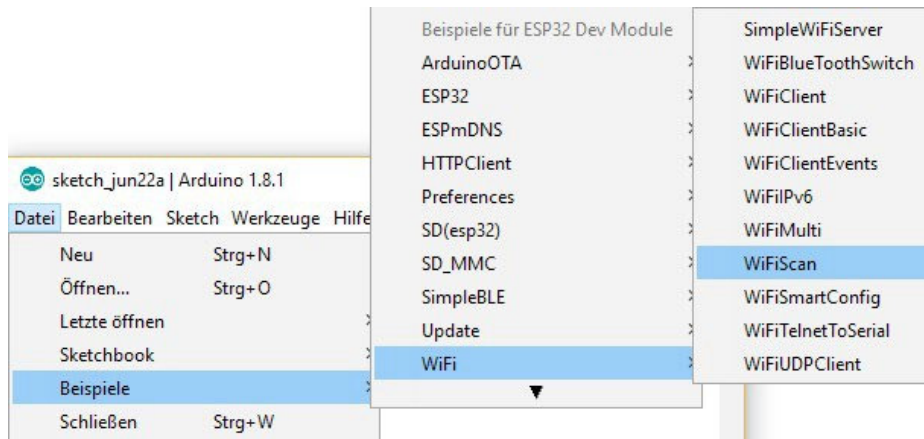 sketch_jun22a | Arduino 1.8.1
Datei Bearbeiten Sketch Werkzeuge Hilfe
Neu Strg+N
Öffnen... Strg+O
Letzte öffnen
Sketchbook
Beispiele
Schließen Strg+W
Beispiele für ESP32 Dev Module
ArduinoOTA
ESP32
ESPmDNS
HTTPClient
Preferences
SD(esp32)
SD_MMC
SimpleBLE
Update
WiFi
SimpleWiFiServer
WiFiBlueToothSwitch
WiFiClient
WiFiClientBasic
WiFiClientEvents
WiFiIPv6
WiFiMulti
WiFiScan
WiFiSmartConfig
WiFiTelnetToSerial
WiFiUDPClient